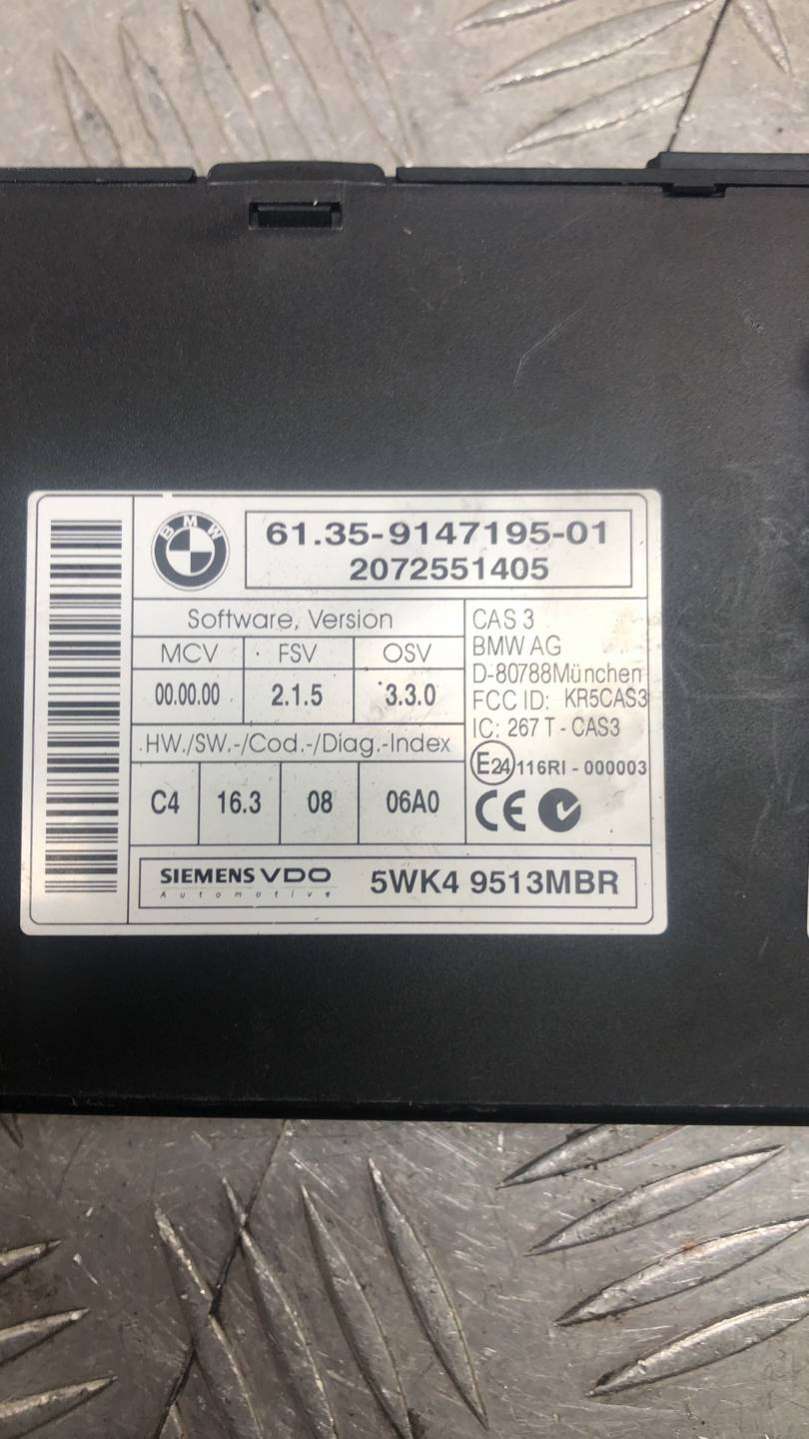 BMW
61.35-9147195-01
2072551405
Software, Version
MCV FSV OSV
00.00.00 2.1.5 3.3.0
HW./SW.-/Cod.-/Diag.-Index
C4 16.3 08 06A0
CAS 3
BMW AG
D-80788München
FCC ID: KR5CAS3
IC: 267 T - CAS3
E24 116RI - 000003
CE
SIEMENS VDO
Automotive
5WK4 9513MBR